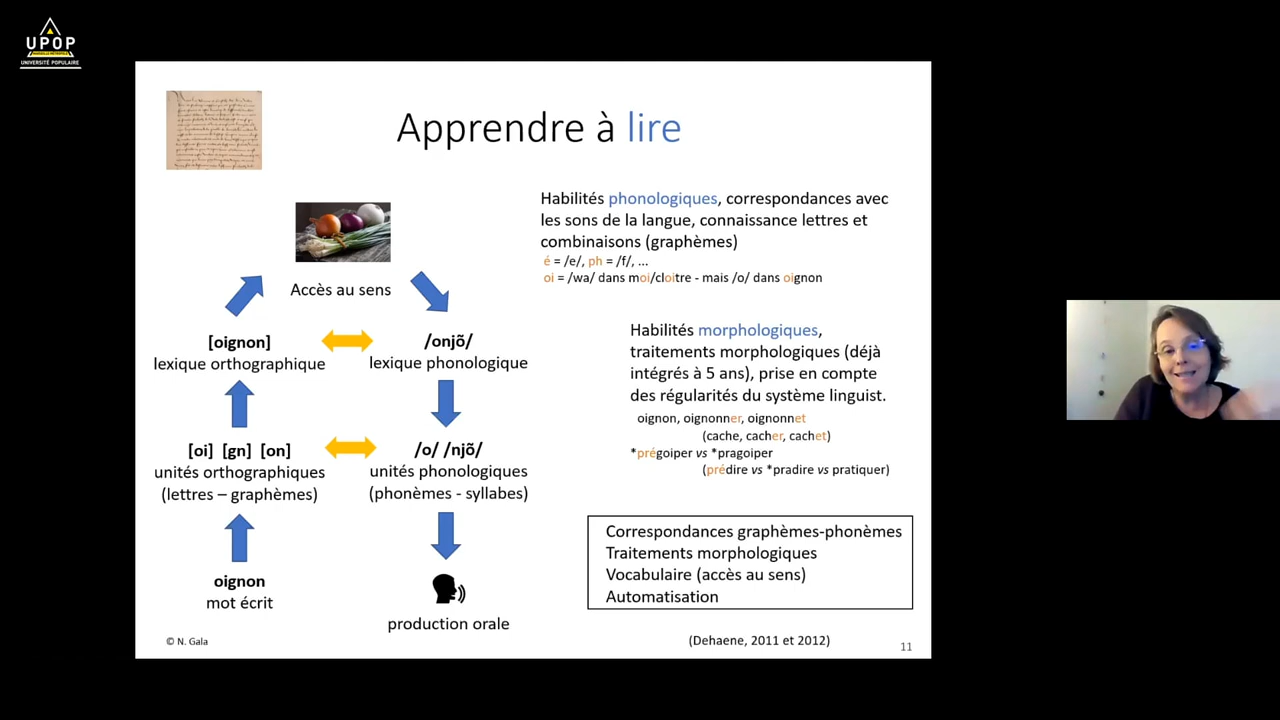 UPOP
UNIVERSITÉ POPULAIRE
Apprendre à lire
Accès au sens
[oignon]
lexique orthographique
/onjõ/
lexique phonologique
[oi] [gn] [on]
unités orthographiques
(lettres – graphèmes)
/o/ /njõ/
unités phonologiques
(phonèmes - syllabes)
oignon
mot écrit
production orale
Habilités phonologiques, correspondances avec
les sons de la langue, connaissance lettres et
combinaisons (graphèmes)
é = /e/, ph = /f/, ...
oi = /wa/ dans moi/cloitre - mais /o/ dans oignon
Habilités morphologiques,
traitements morphologiques (déjà
intégrés à 5 ans), prise en compte
des régularités du système linguist.
oignon, oignonner, oignonnet
(cache, cacher, cachet)
*prégoiper vs *pragoiper
(prédire vs *pradire vs pratiquer)
Correspondances graphèmes-phonèmes
Traitements morphologiques
Vocabulaire (accès au sens)
Automatisation
© N. Gala
(Dehaene, 2011 et 2012)
11